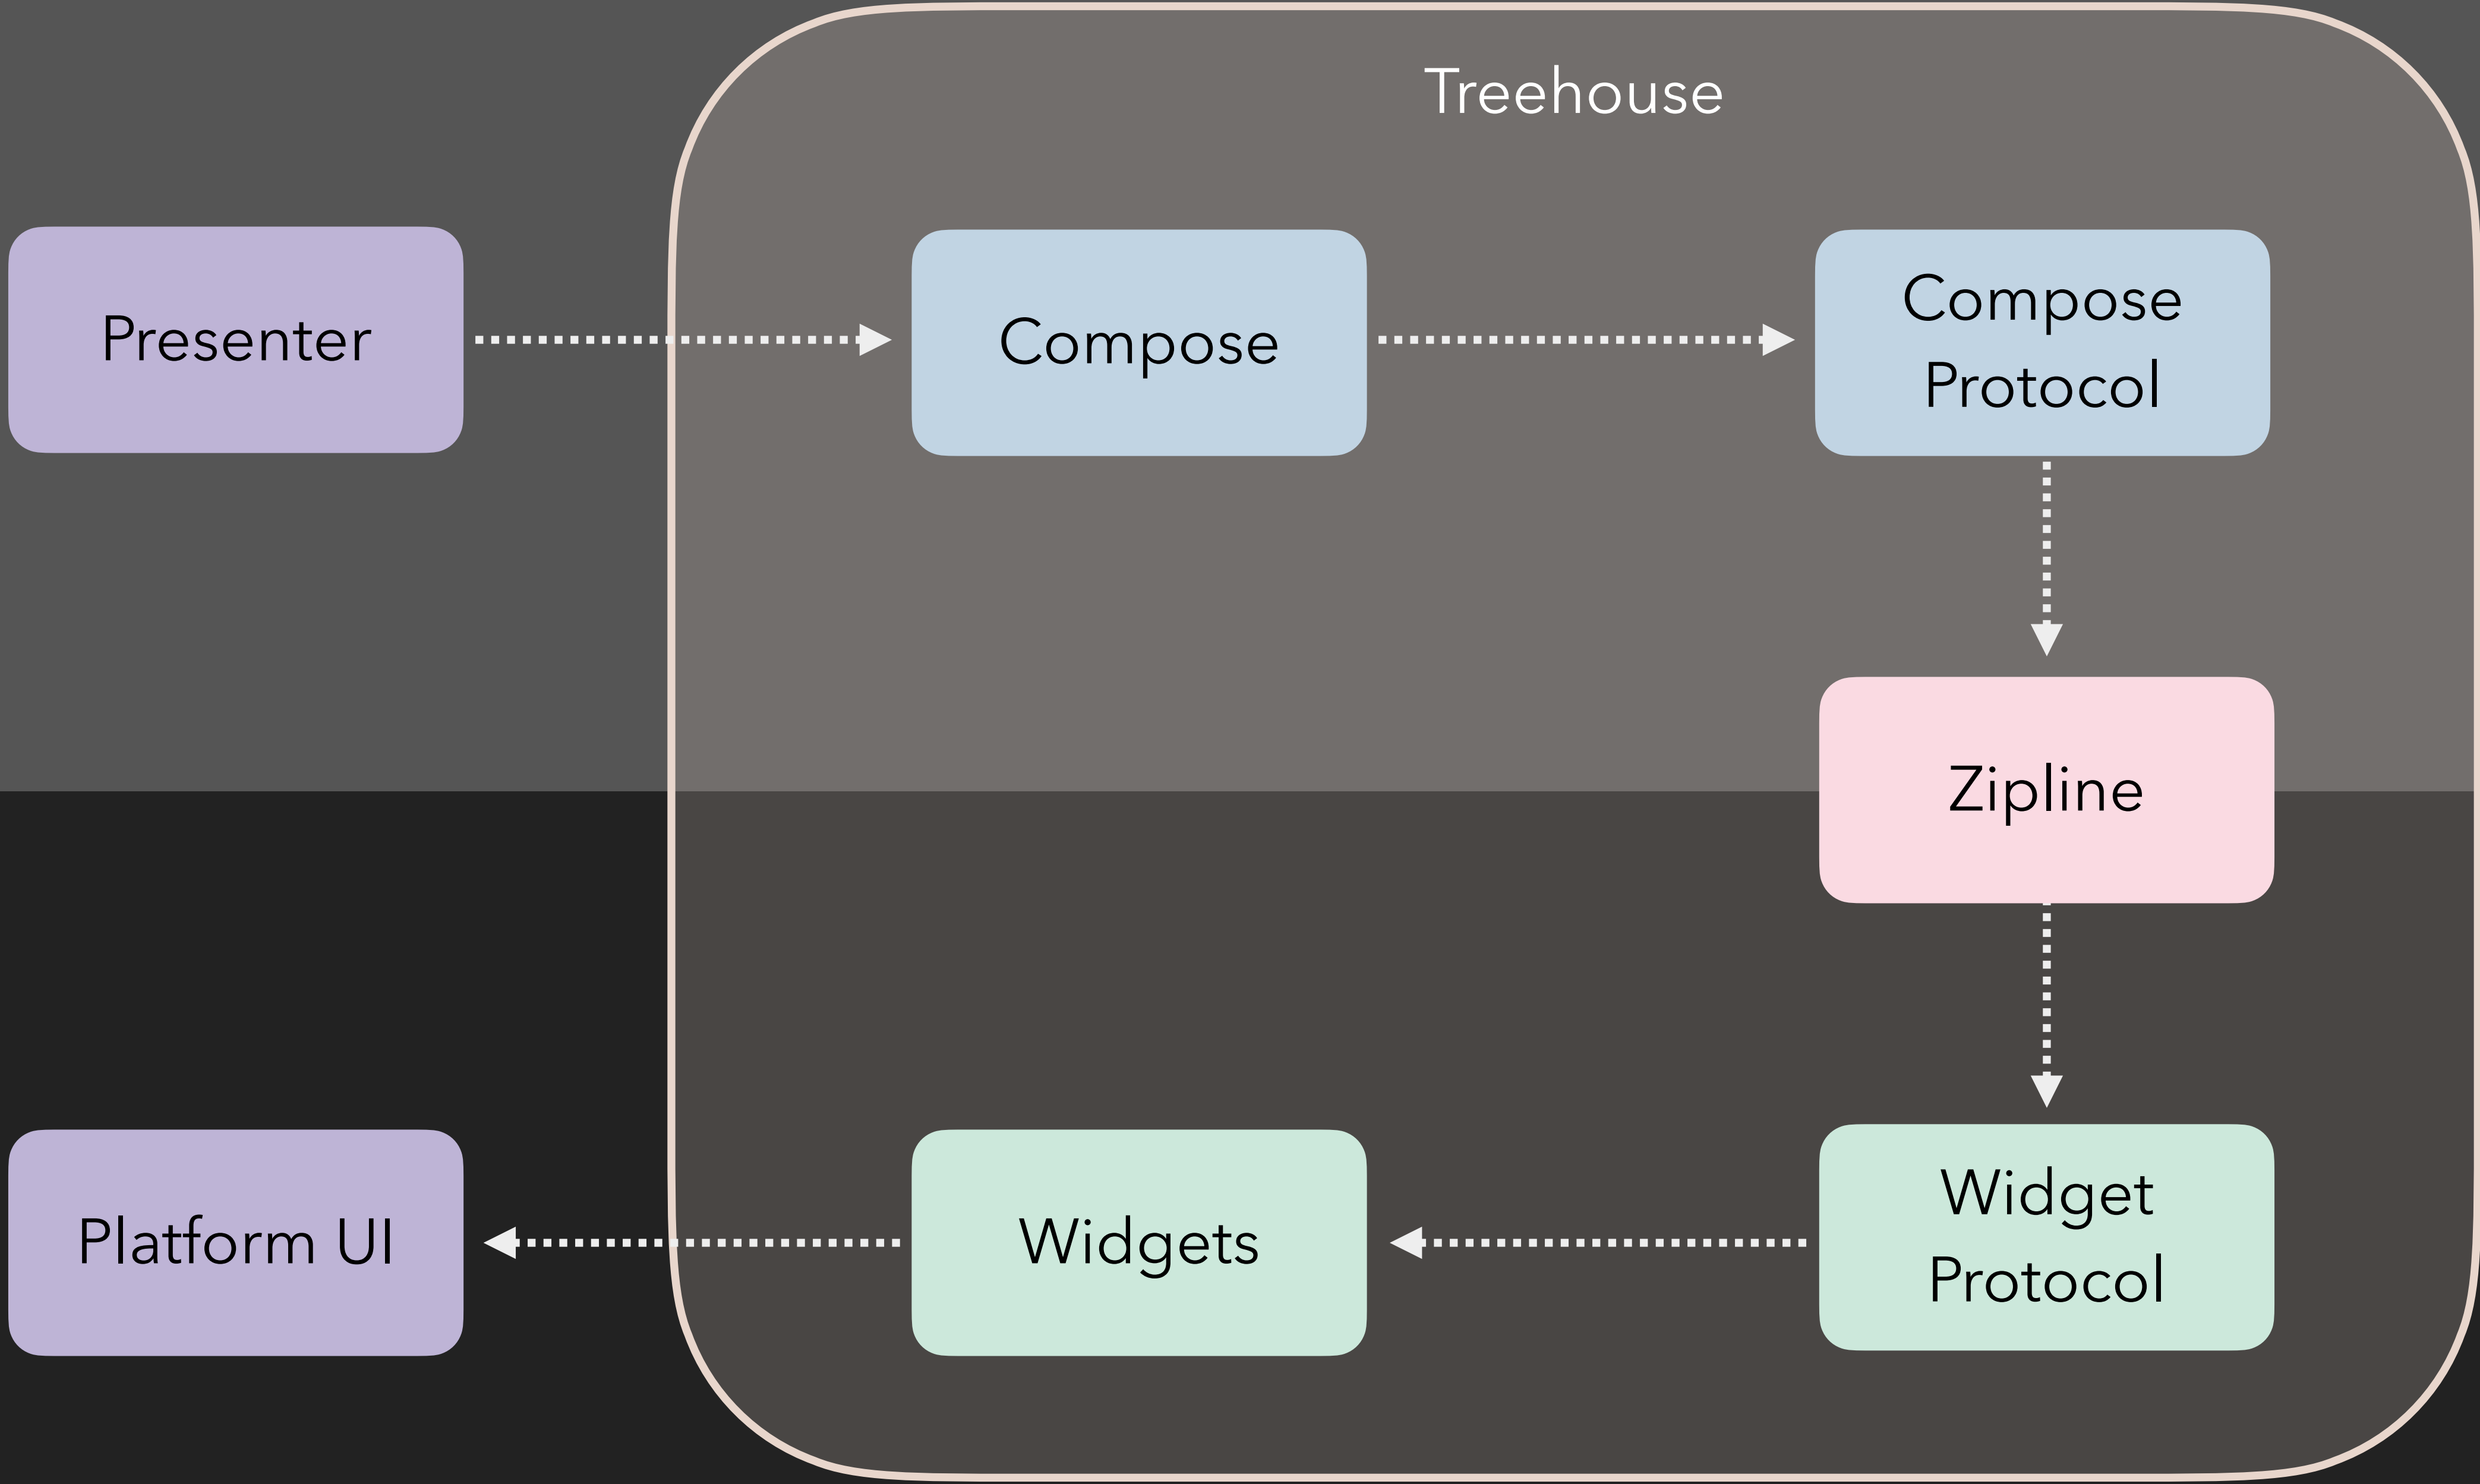 Treehouse
Presenter
Compose
Compose
Protocol
Zipline
Platform UI
Widgets
Widget
Protocol